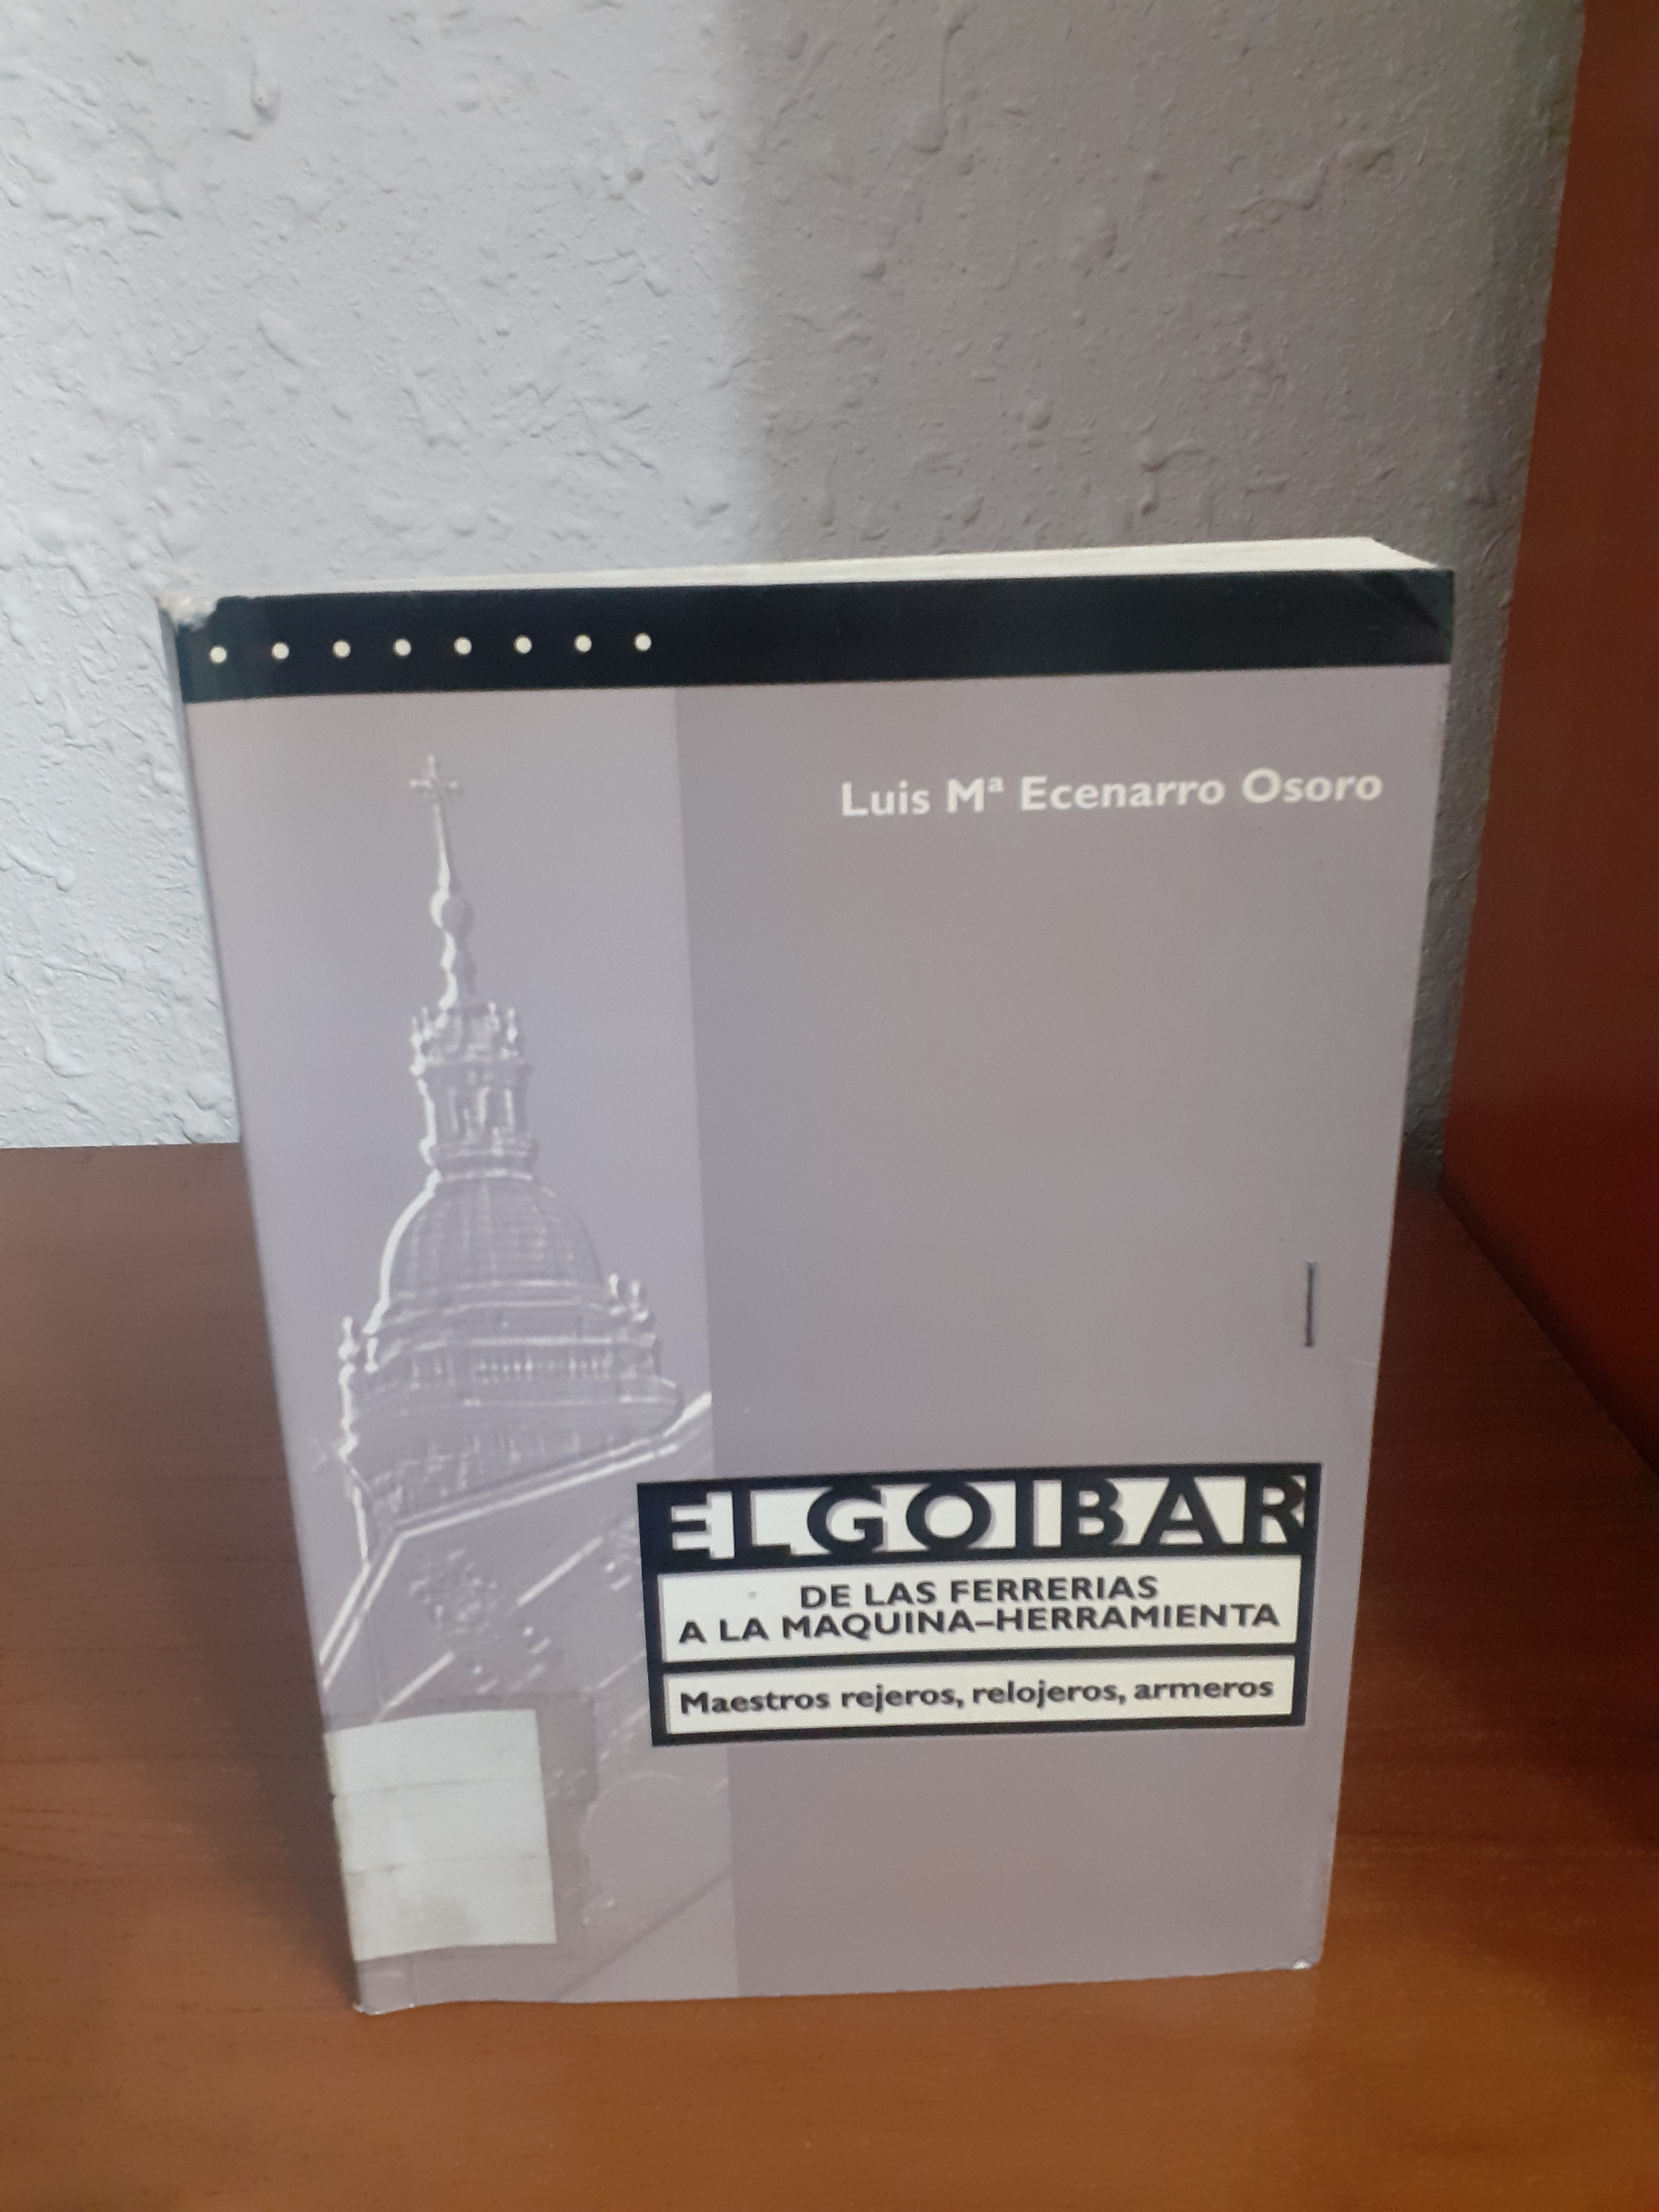 Luis Mª Ecenarro Osoro
ELGOIBAR
DE LAS FERRERIAS
A LA MAQUINA–HERRAMIENTA
Maestros rejeros, relojeros, armeros